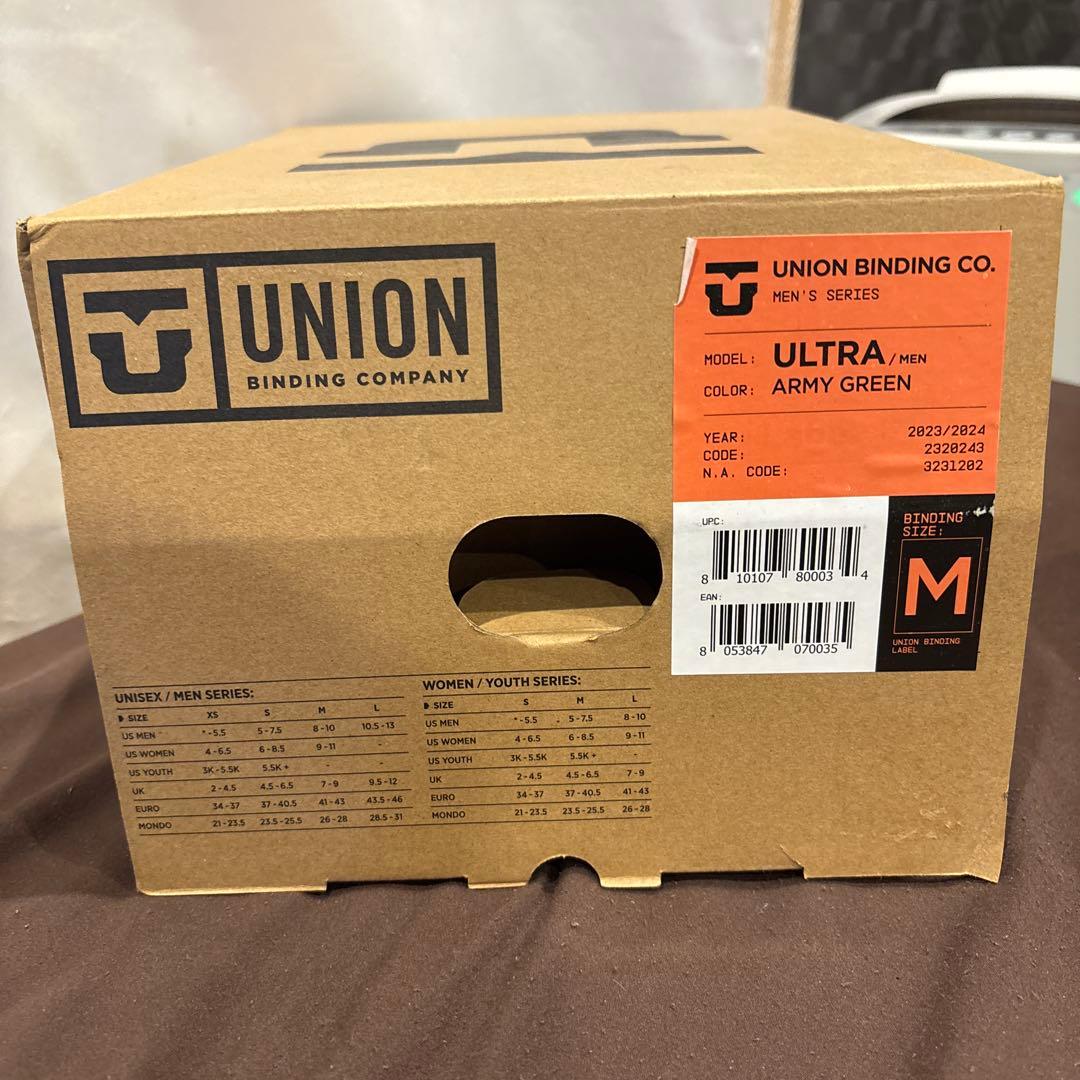 UNION
BINDING COMPANY
UNION BINDING CO.
MEN'S SERIES
MODEL: ULTRA / MEN
COLOR: ARMY GREEN
YEAR: 2023/2024
CODE: 2320243
N.A. CODE: 3231202
UPC:
8 10107 80003 4
EAN:
8 053847 070035
BINDING
SIZE:
M
UNION BINDING
LABEL
UNISEX / MEN SERIES:
SIZE XS S M L
US MEN *-5.5 5-7.5 8-10 10.5-13
US WOMEN 4-6.5 6-8.5 9-11 -
US YOUTH 3K-5.5K 5.5K+ - -
UK 2-4.5 4.5-6.5 7-9 9.5-12
EURO 34-37 37-40.5 41-43 43.5-46
MONDO 21-23.5 23.5-25.5 26-28 28.5-31
WOMEN / YOUTH SERIES:
SIZE S M L
US MEN *-5.5 5-7.5 8-10
US WOMEN 4-6.5 6-8.5 9-11
US YOUTH 3K-5.5K 5.5K+ -
UK 2-4.5 4.5-6.5 7-9
EURO 34-37 37-40.5 41-43
MONDO 21-23.5 23.5-25.5 26-28